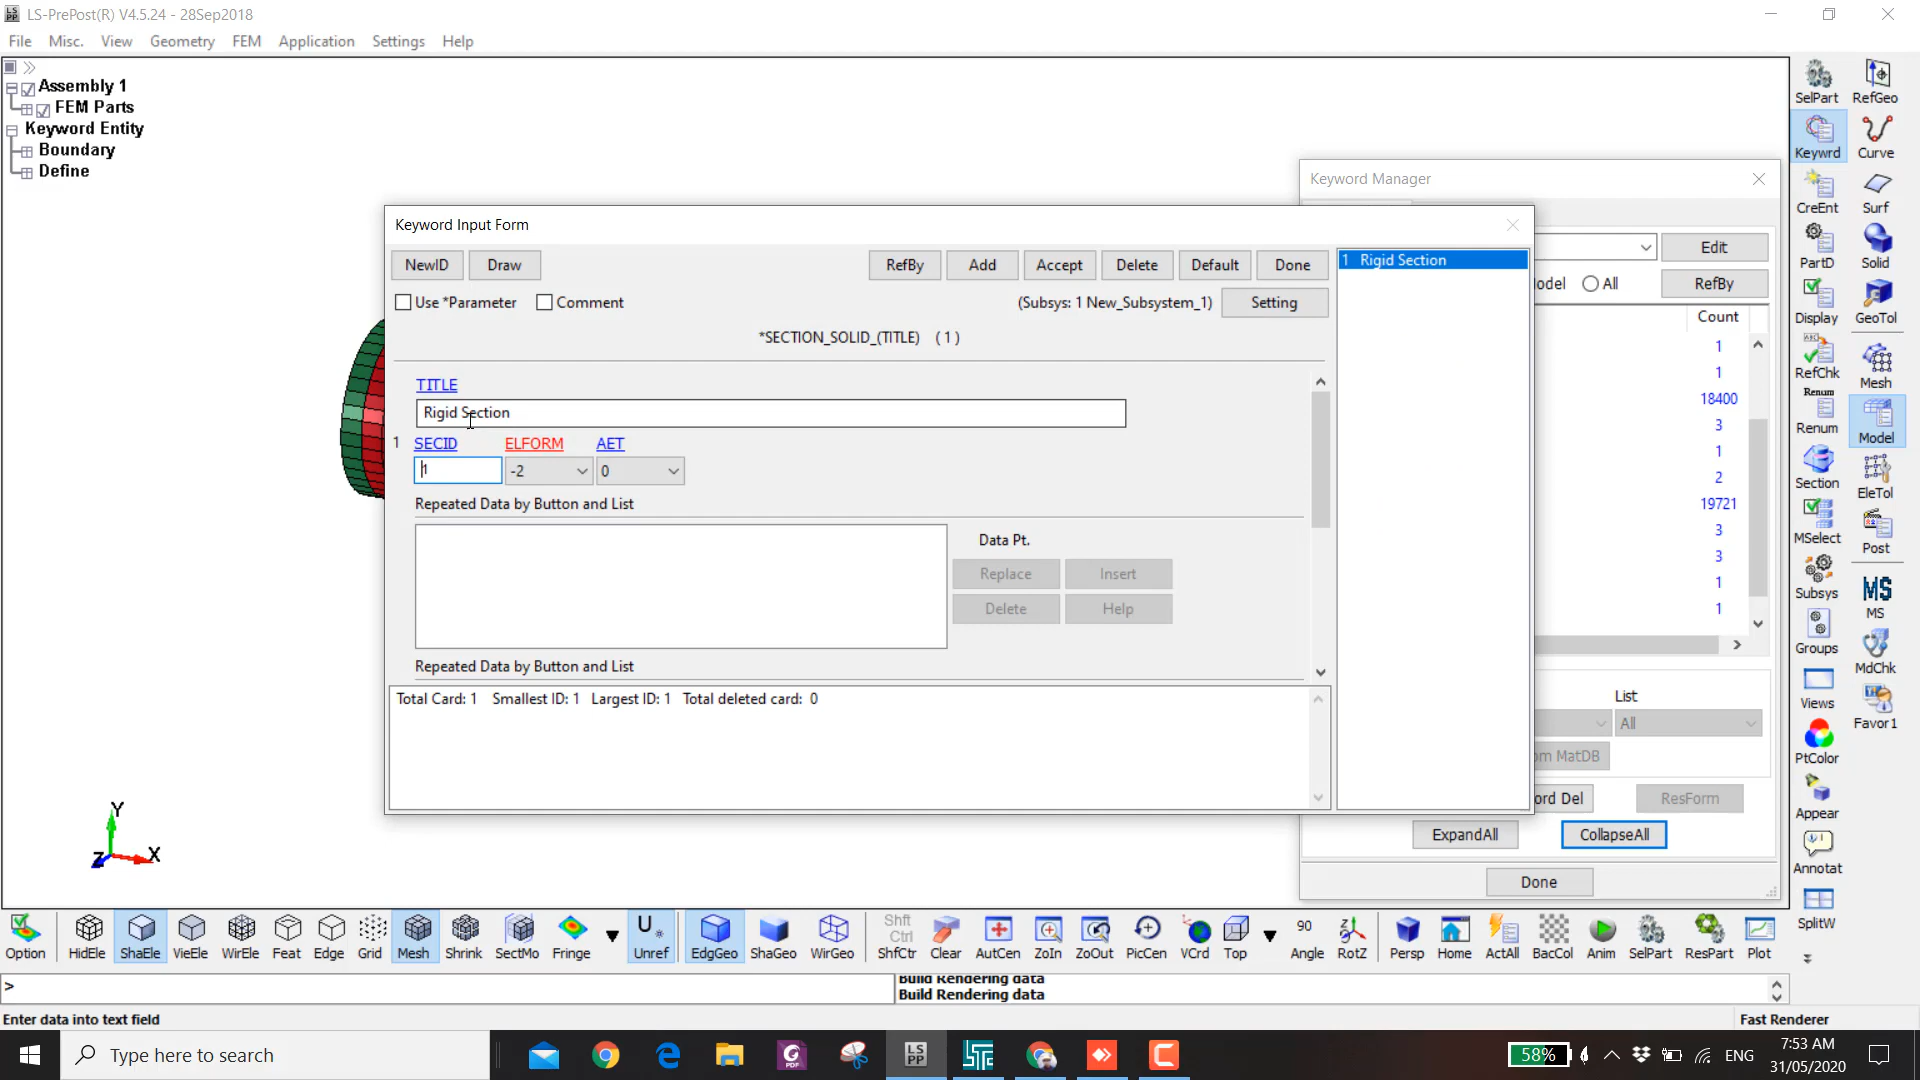 LS-PrePost(R) V4.5.24 - 28Sep2018
File Misc. View Geometry FEM Application Settings Help
Assembly 1
FEM Parts
Keyword Entity
Boundary
Define
Keyword Manager
Edit
All
RefBy
Count
1
1
18400
3
1
2
19721
3
3
1
1
List
All
ResForm
ExpandAll
CollapseAll
Done
Keyword Input Form
NewID Draw RefBy Add Accept Delete Default Done
Use *Parameter Comment (Subsys: 1 New_Subsystem_1) Setting
*SECTION_SOLID_(TITLE) (1)
TITLE
Rigid Section
1 SECID ELFORM AET
1 -2 0
Repeated Data by Button and List
Data Pt.
Replace Insert
Delete Help
Repeated Data by Button and List
Total Card: 1 Smallest ID: 1 Largest ID: 1 Total deleted card: 0
1 Rigid Section
SelPart RefGeo
Keywrd Curve
CreEnt Surf
PartD Solid
Display GeoTol
RefChk Mesh
Renum
Renum Model
Section EleTol
MSelect Post
Subsys MS
MS
Groups MdChk
Views Favor1
PtColor
Appear
Annotat
SplitW
X
Y
Z
Option HidEle ShaEle VieEle WirEle Feat Edge Grid Mesh Shrink SectMo Fringe Unref EdgGeo ShaGeo WirGeo ShfCtr Clear AutCen ZoIn ZoOut PicCen VCrd Top Angle RotZ Persp Home ActAll BacCol Anim SelPart ResPart Plot
U
Shft
Ctrl
90
>
Build Rendering data
Build Rendering data
Enter data into text field
Fast Renderer
Type here to search
LS
PP
58%
ENG
7:53 AM
31/05/2020